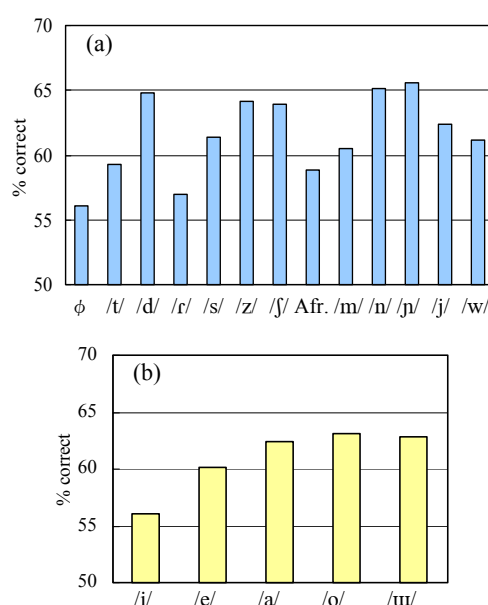 70
(a)
65
60
55
50
% correct
ϕ /t/ /d/ /ɾ/ /s/ /z/ /ʃ/ Afr. /m/ /n/ /ɲ/ /j/ /w/
70
(b)
65
60
55
50
% correct
/i/ /e/ /a/ /o/ /ɯ/